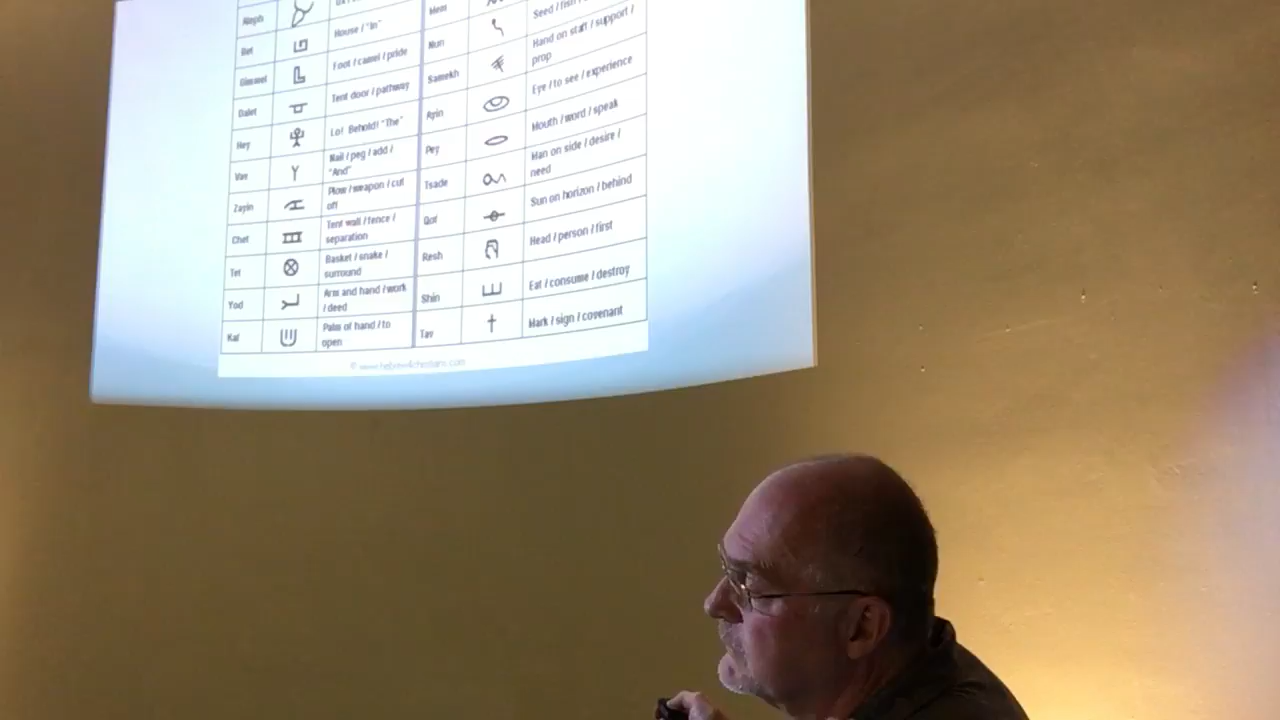 Aleph
Bet House / "In"
Gimmel Foot / camel / pride
Dalet Tent door / pathway
Hey Lo! Behold! "The"
Vav Nail / peg / add /
"And"
Zayin Plow / weapon / cut
off
Chet Tent wall / fence /
separation
Tet Basket / snake /
surround
Yod Arm and hand / work
/ deed
Kaf Palm of hand / to
open
Mem
Nun Seed / fish /
Samekh Hand on staff / support /
prop
Ayin Eye / to see / experience
Pey Mouth / word / speak
Tsade Man on side / desire /
need
Qof Sun on horizon / behind
Resh Head / person / first
Shin Eat / consume / destroy
Tav Mark / sign / covenant
© www.hebrew4christians.com